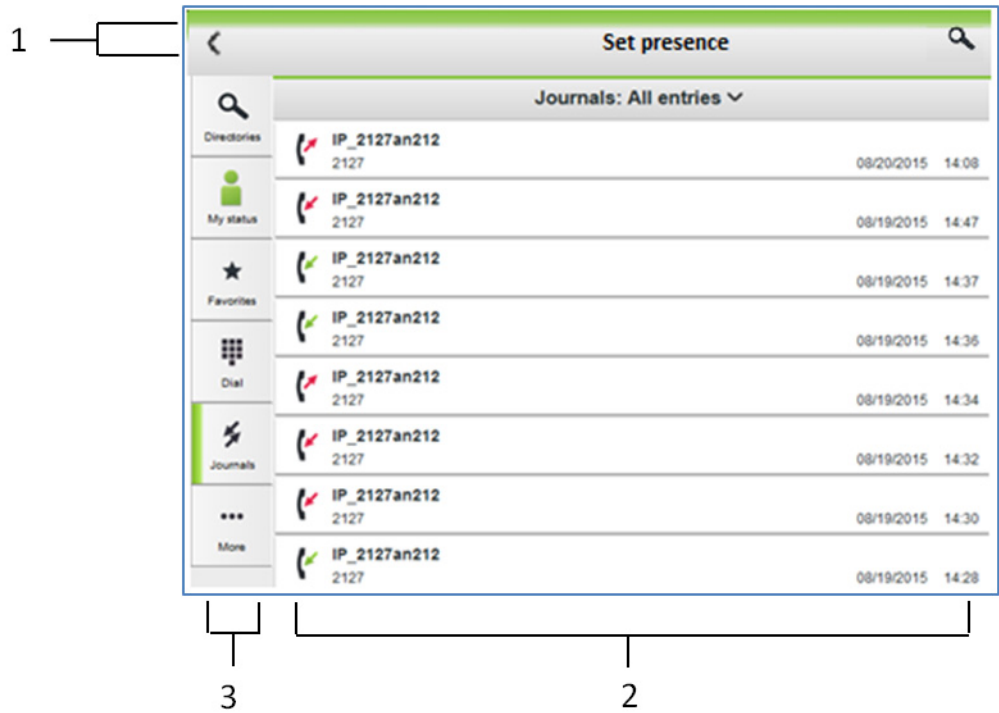 1
Set presence
Directories
My status
Favorites
Dial
Journals
More
Journals: All entries
IP_2127an212
2127 08/20/2015 14:08
IP_2127an212
2127 08/19/2015 14:47
IP_2127an212
2127 08/19/2015 14:37
IP_2127an212
2127 08/19/2015 14:36
IP_2127an212
2127 08/19/2015 14:34
IP_2127an212
2127 08/19/2015 14:32
IP_2127an212
2127 08/19/2015 14:30
IP_2127an212
2127 08/19/2015 14:28
3
2